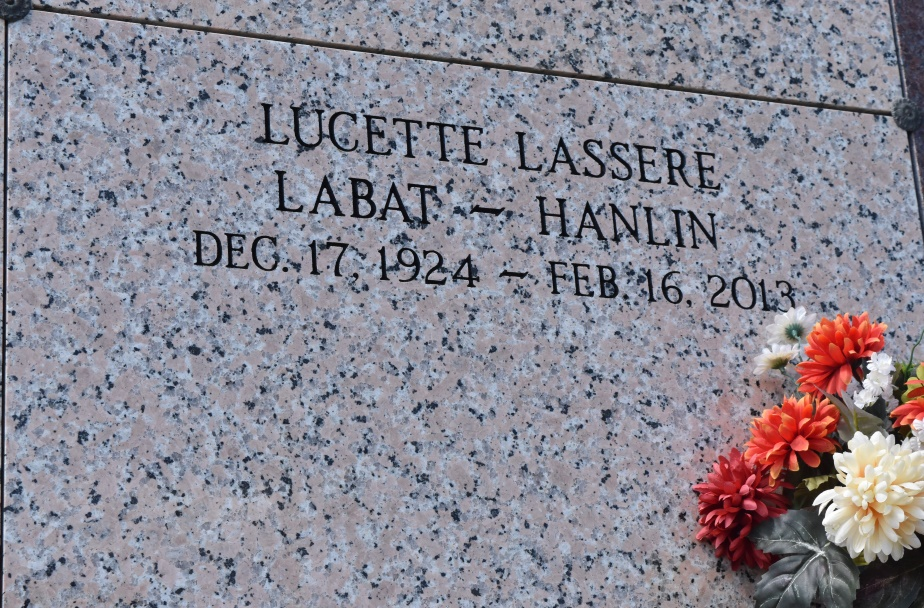 LUCETTE LASSERE
LABAT - HANLIN
DEC. 17, 1924 - FEB. 16, 2013